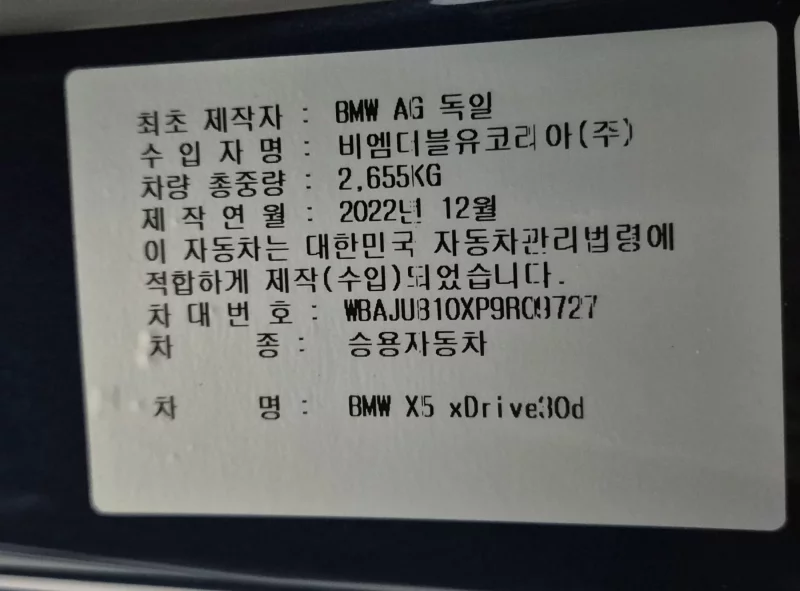 최초 제작자 : BMW AG 독일
수 입 자 명 : 비엠더블유코리아(주)
차량 총중량 : 2,655KG
제 작 연 월 : 2022년 12월
이 자동차는 대한민국 자동차관리법령에
적합하게 제작(수입)되었습니다.
차 대 번 호 : WBAJU810XP9R09727
차 종 : 승용자동차
차 명 : BMW X5 xDrive30d